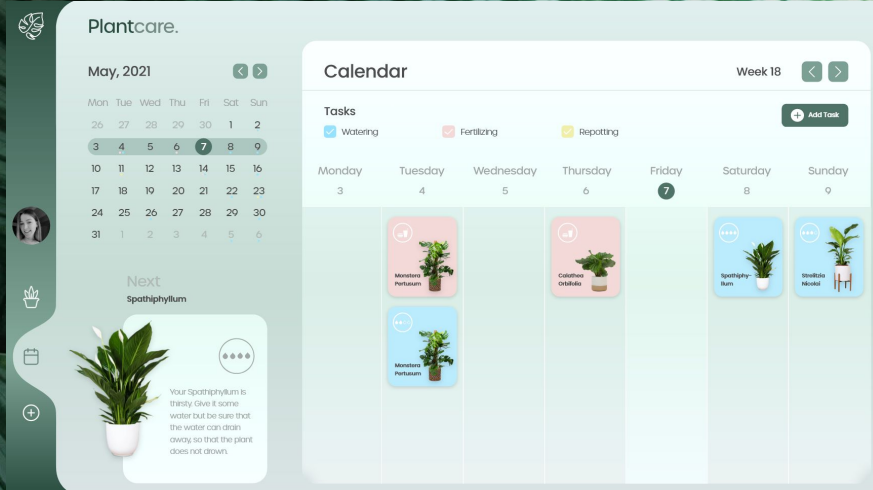 Plantcare.
May, 2021
Mon Tue Wed Thu Fri Sat Sun
26 27 28 29 30 1 2
3 4 5 6 7 8 9
10 11 12 13 14 15 16
17 18 19 20 21 22 23
24 25 26 27 28 29 30
31 1 2 3 4 5 6
Next
Spathiphyllum
Your Spathiphyllum is
thirsty. Give it some
water but be sure that
the water can drain
away, so that the plant
does not drown.
Calendar
Week 18
Tasks
Watering
Fertilizing
Repotting
Add Task
Monday Tuesday Wednesday Thursday Friday Saturday Sunday
3 4 5 6 7 8 9
Monstera
Pertusum
Calathea
Orbifolia
Spathiphy-
llum
Strelitzia
Nicolai
Monstera
Pertusum